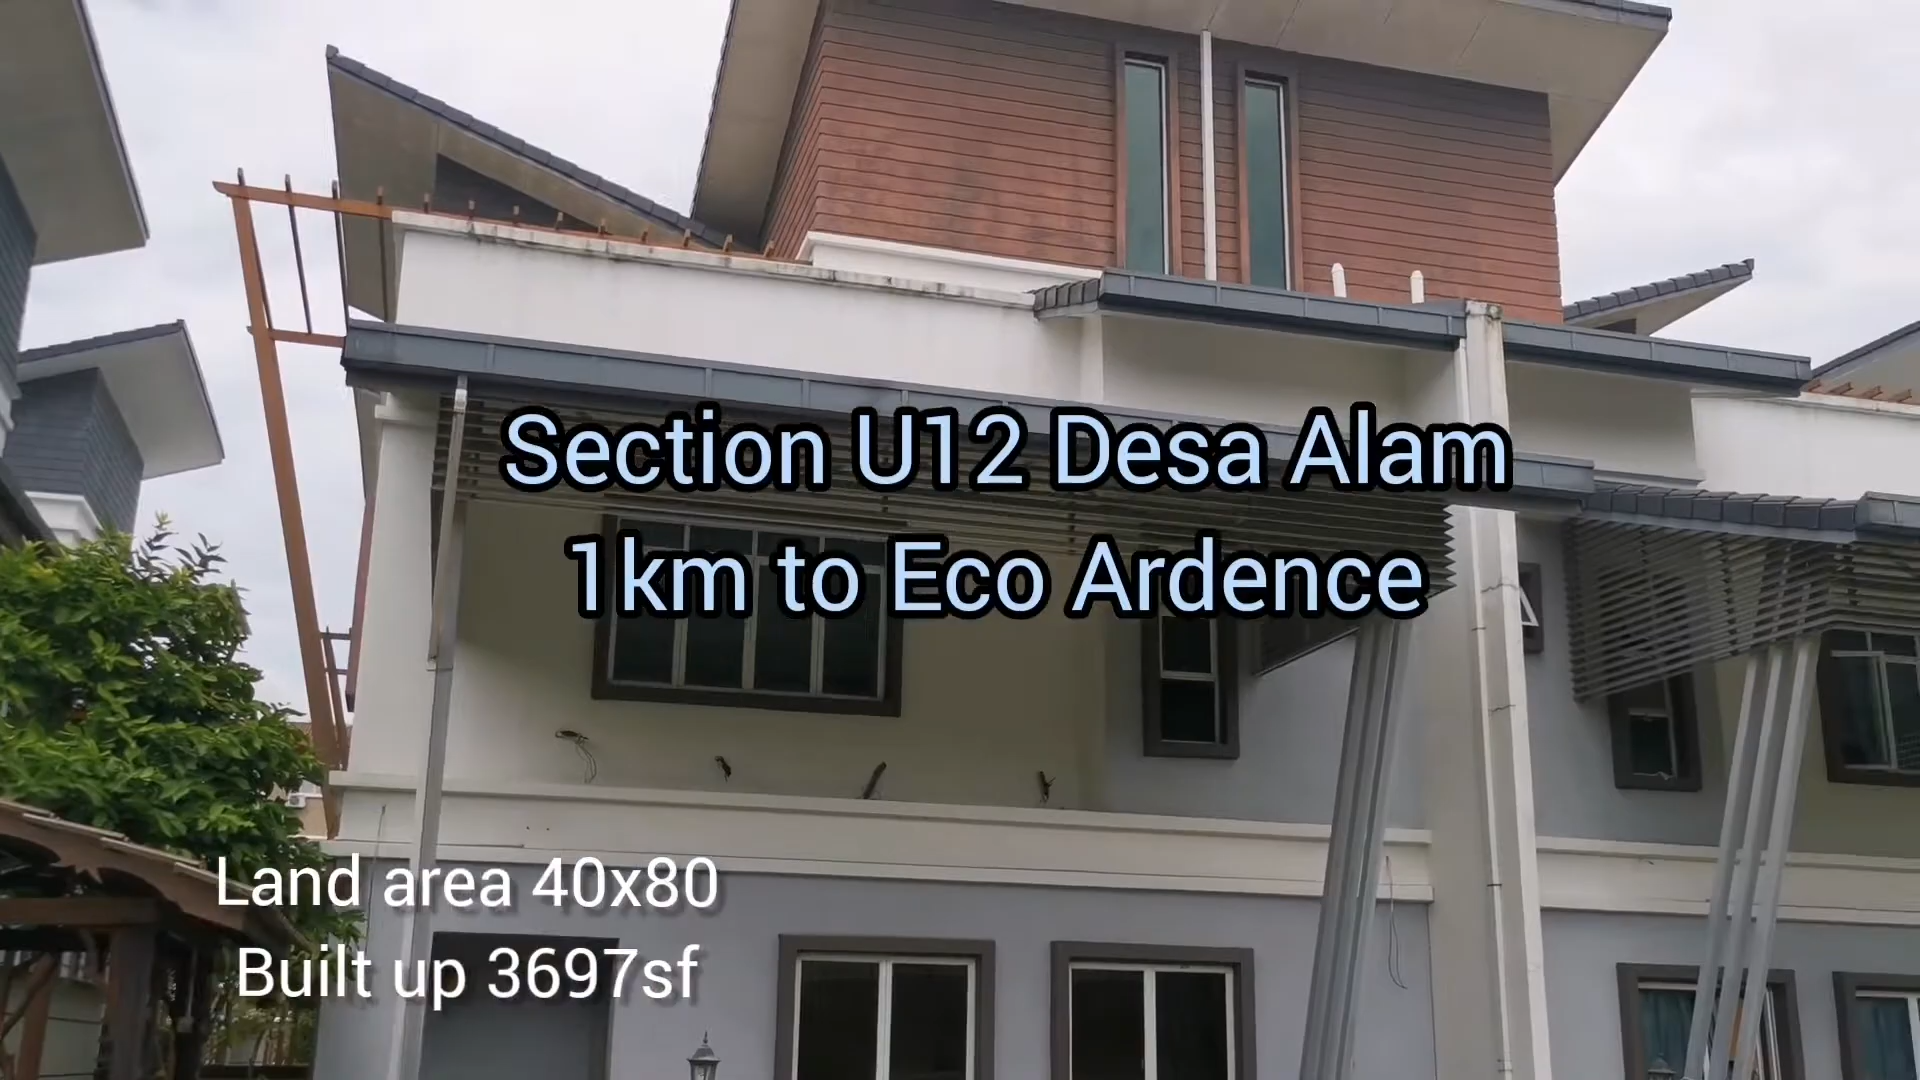 Section U12 Desa Alam
1km to Eco Ardence
Land area 40x80
Built up 3697sf